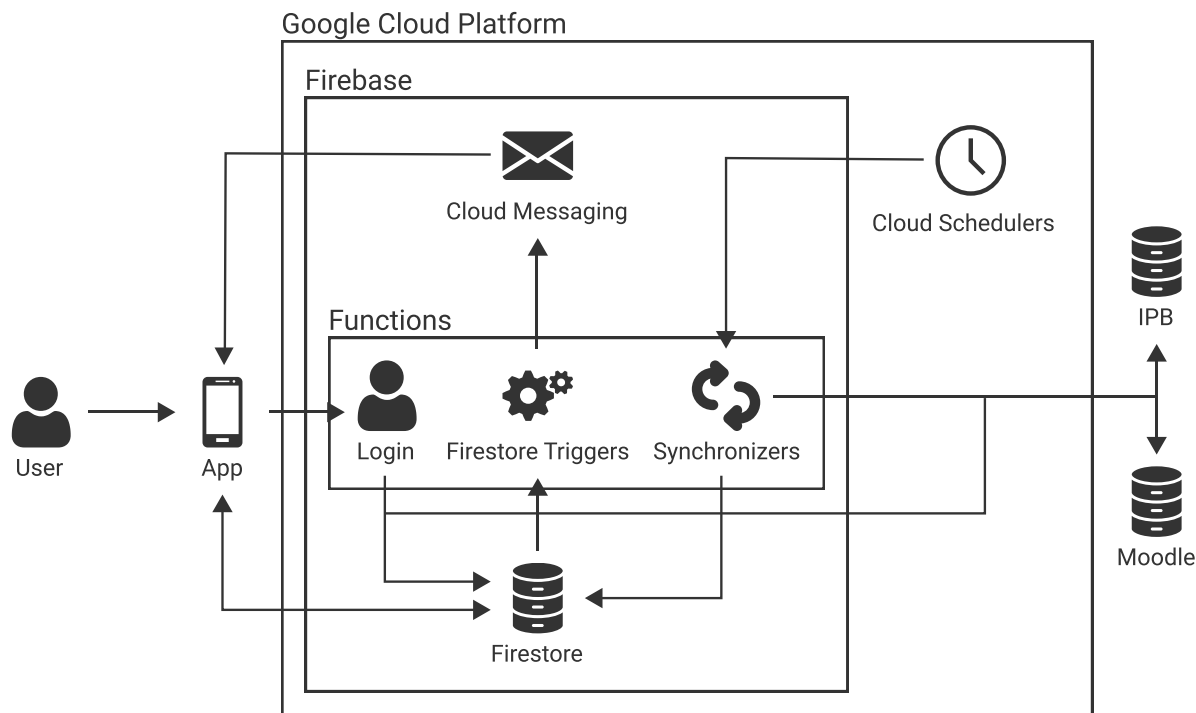 Google Cloud Platform
Firebase
Cloud Messaging
Cloud Schedulers
IPB
Functions
Login
Firestore Triggers
Synchronizers
User
App
Moodle
Firestore